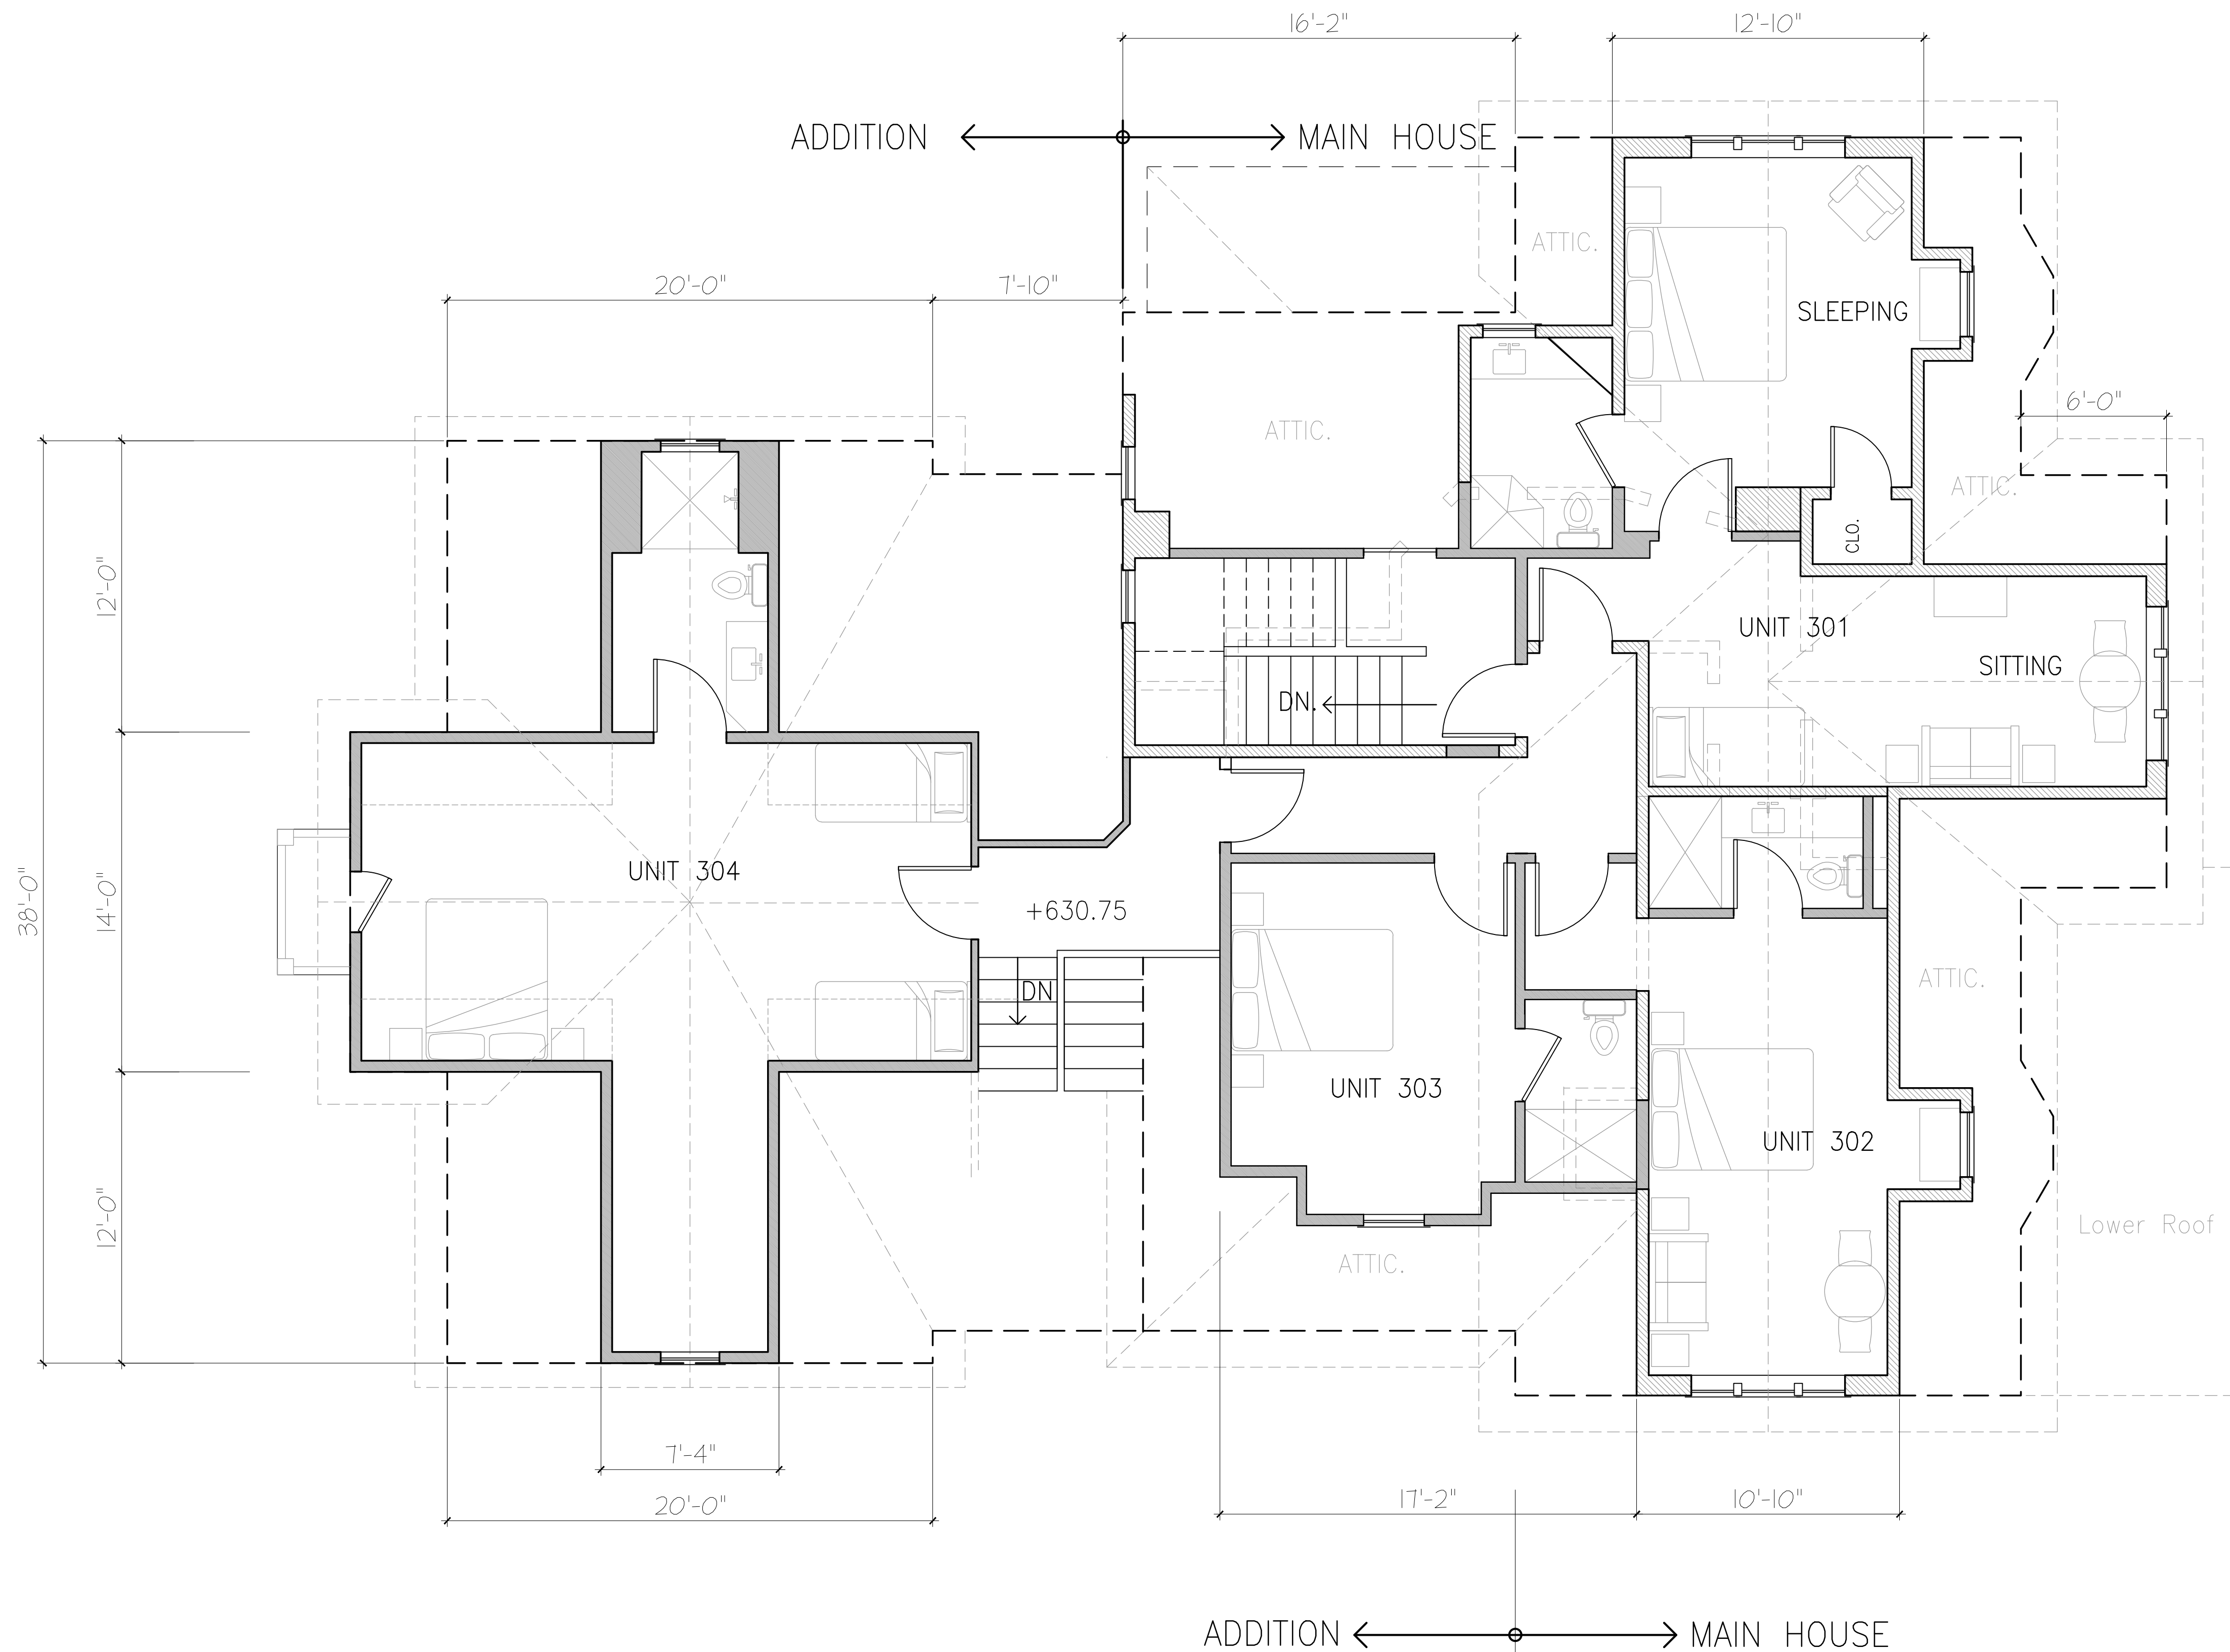 16'-2"
12'-10"
ADDITION
MAIN HOUSE
ATTIC.
20'-0"
7'-10"
SLEEPING
6'-0"
ATTIC.
ATTIC.
CLO.
12'-0"
UNIT 301
SITTING
DN.
UNIT 304
38'-0"
14'-0"
+630.75
ATTIC.
DN
UNIT 303
UNIT 302
12'-0"
Lower Roof
ATTIC.
7'-4"
20'-0"
17'-2"
10'-10"
ADDITION
MAIN HOUSE